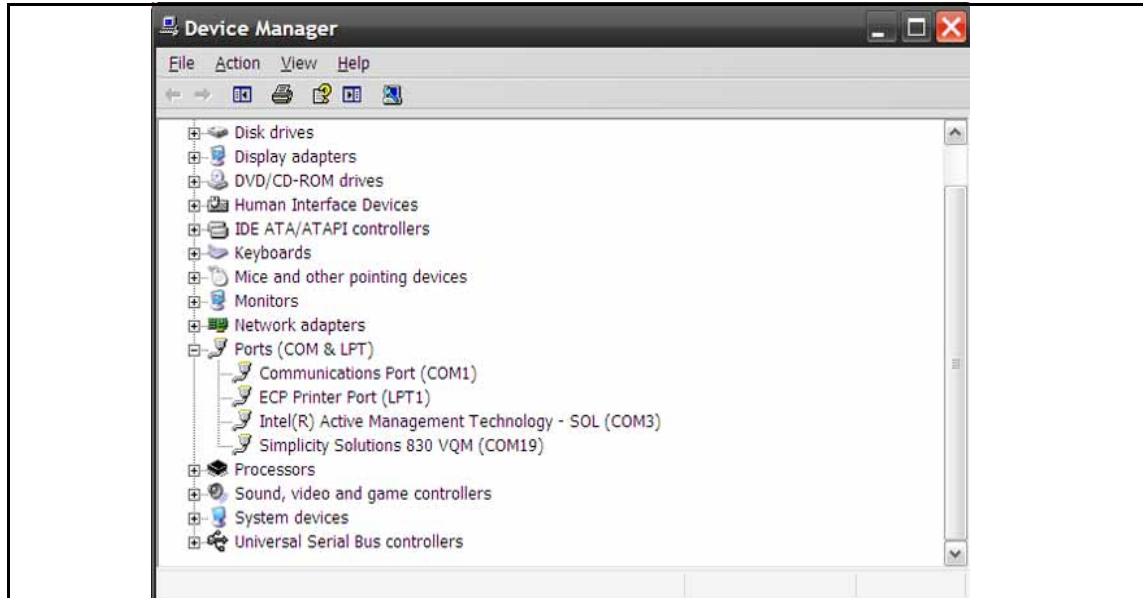 Device Manager
File Action View Help
Disk drives
Display adapters
DVD/CD-ROM drives
Human Interface Devices
IDE ATA/ATAPI controllers
Keyboards
Mice and other pointing devices
Monitors
Network adapters
Ports (COM & LPT)
Communications Port (COM1)
ECP Printer Port (LPT1)
Intel(R) Active Management Technology - SOL (COM3)
Simplicity Solutions 830 VQM (COM19)
Processors
Sound, video and game controllers
System devices
Universal Serial Bus controllers